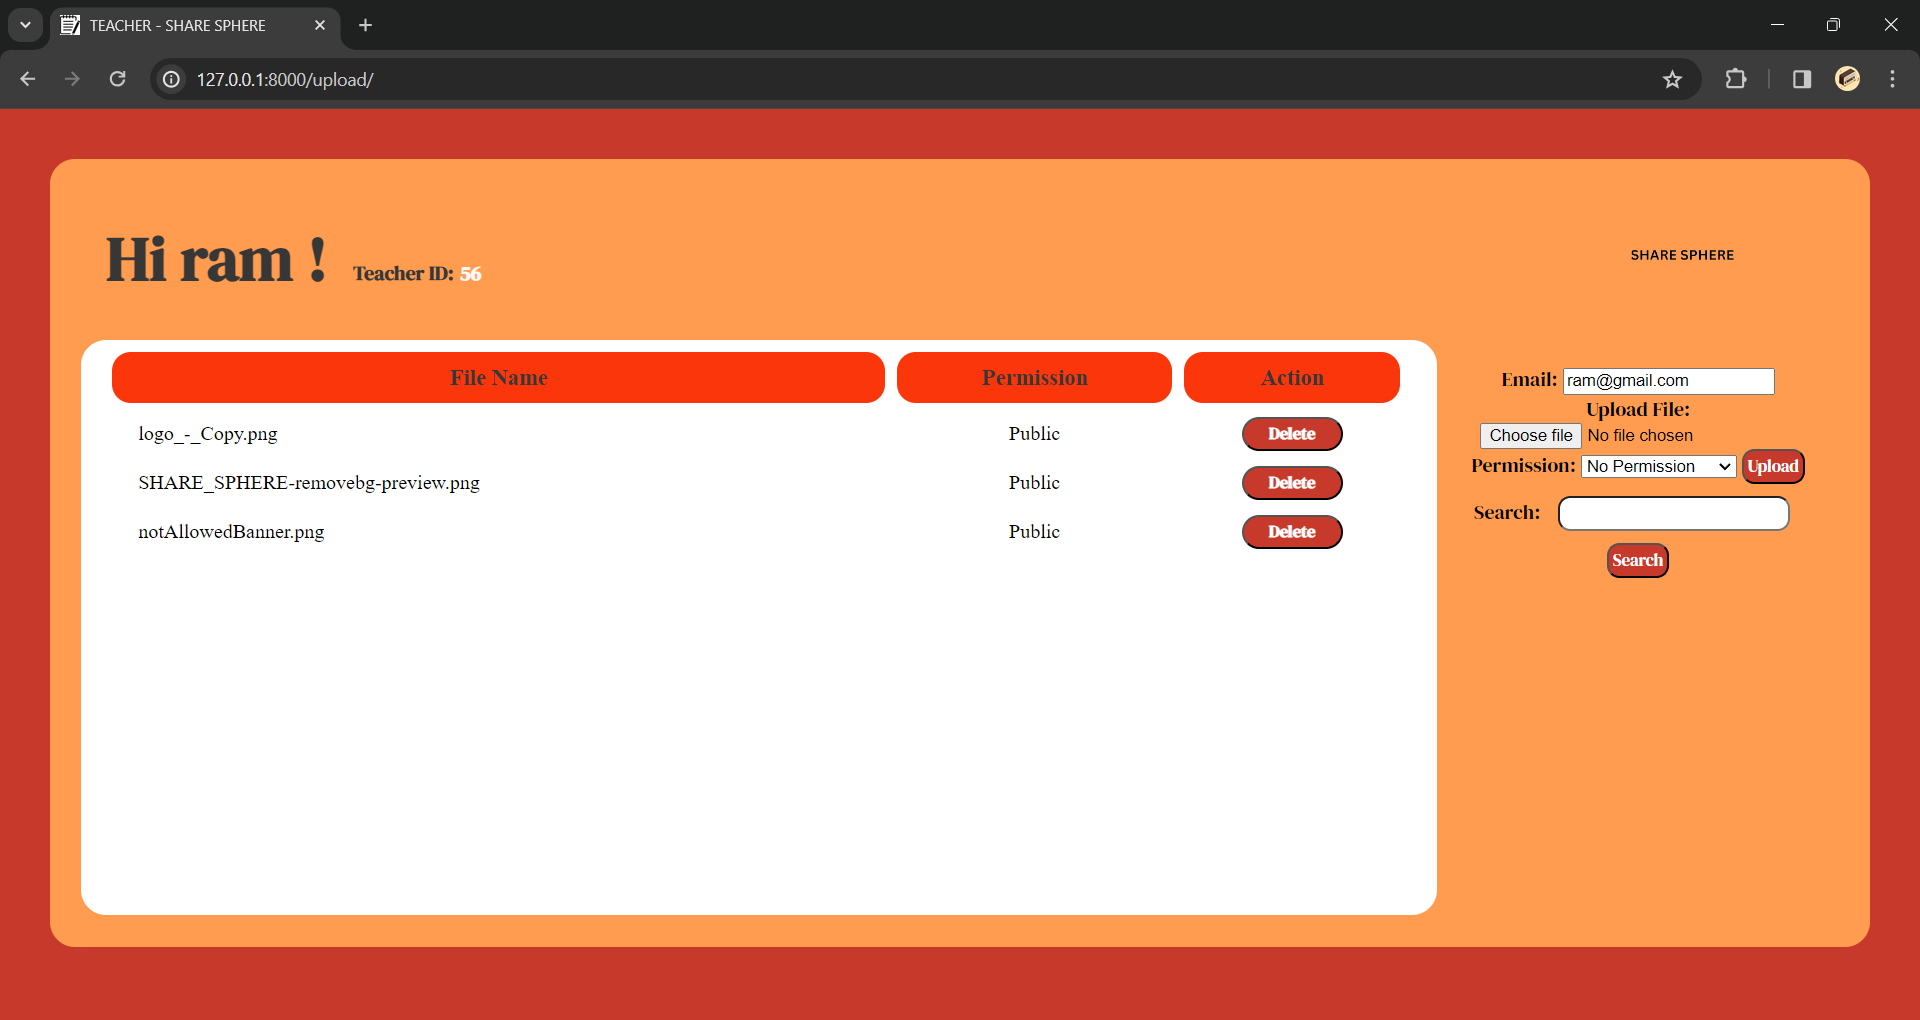 TEACHER - SHARE SPHERE
127.0.0.1:8000/upload/
Hi ram !
Teacher ID: 56
SHARE SPHERE
File Name Permission Action
logo_-_Copy.png Public Delete
SHARE_SPHERE-removebg-preview.png Public Delete
notAllowedBanner.png Public Delete
Email: ram@gmail.com
Upload File:
Choose file No file chosen
Permission: No Permission Upload
Search:
Search